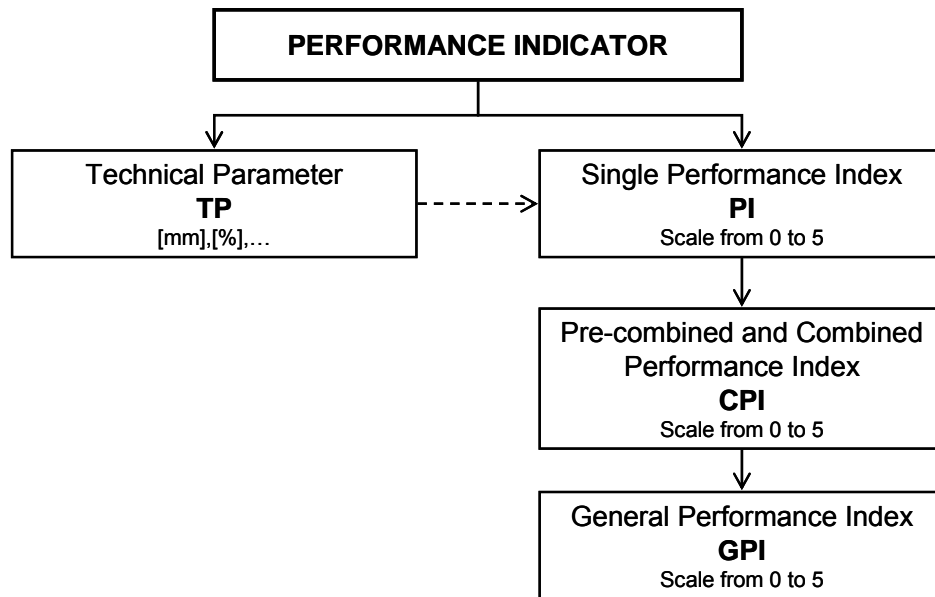 PERFORMANCE INDICATOR
Technical Parameter
TP
[mm],[%],…
Single Performance Index
PI
Scale from 0 to 5
Pre-combined and Combined
Performance Index
CPI
Scale from 0 to 5
General Performance Index
GPI
Scale from 0 to 5